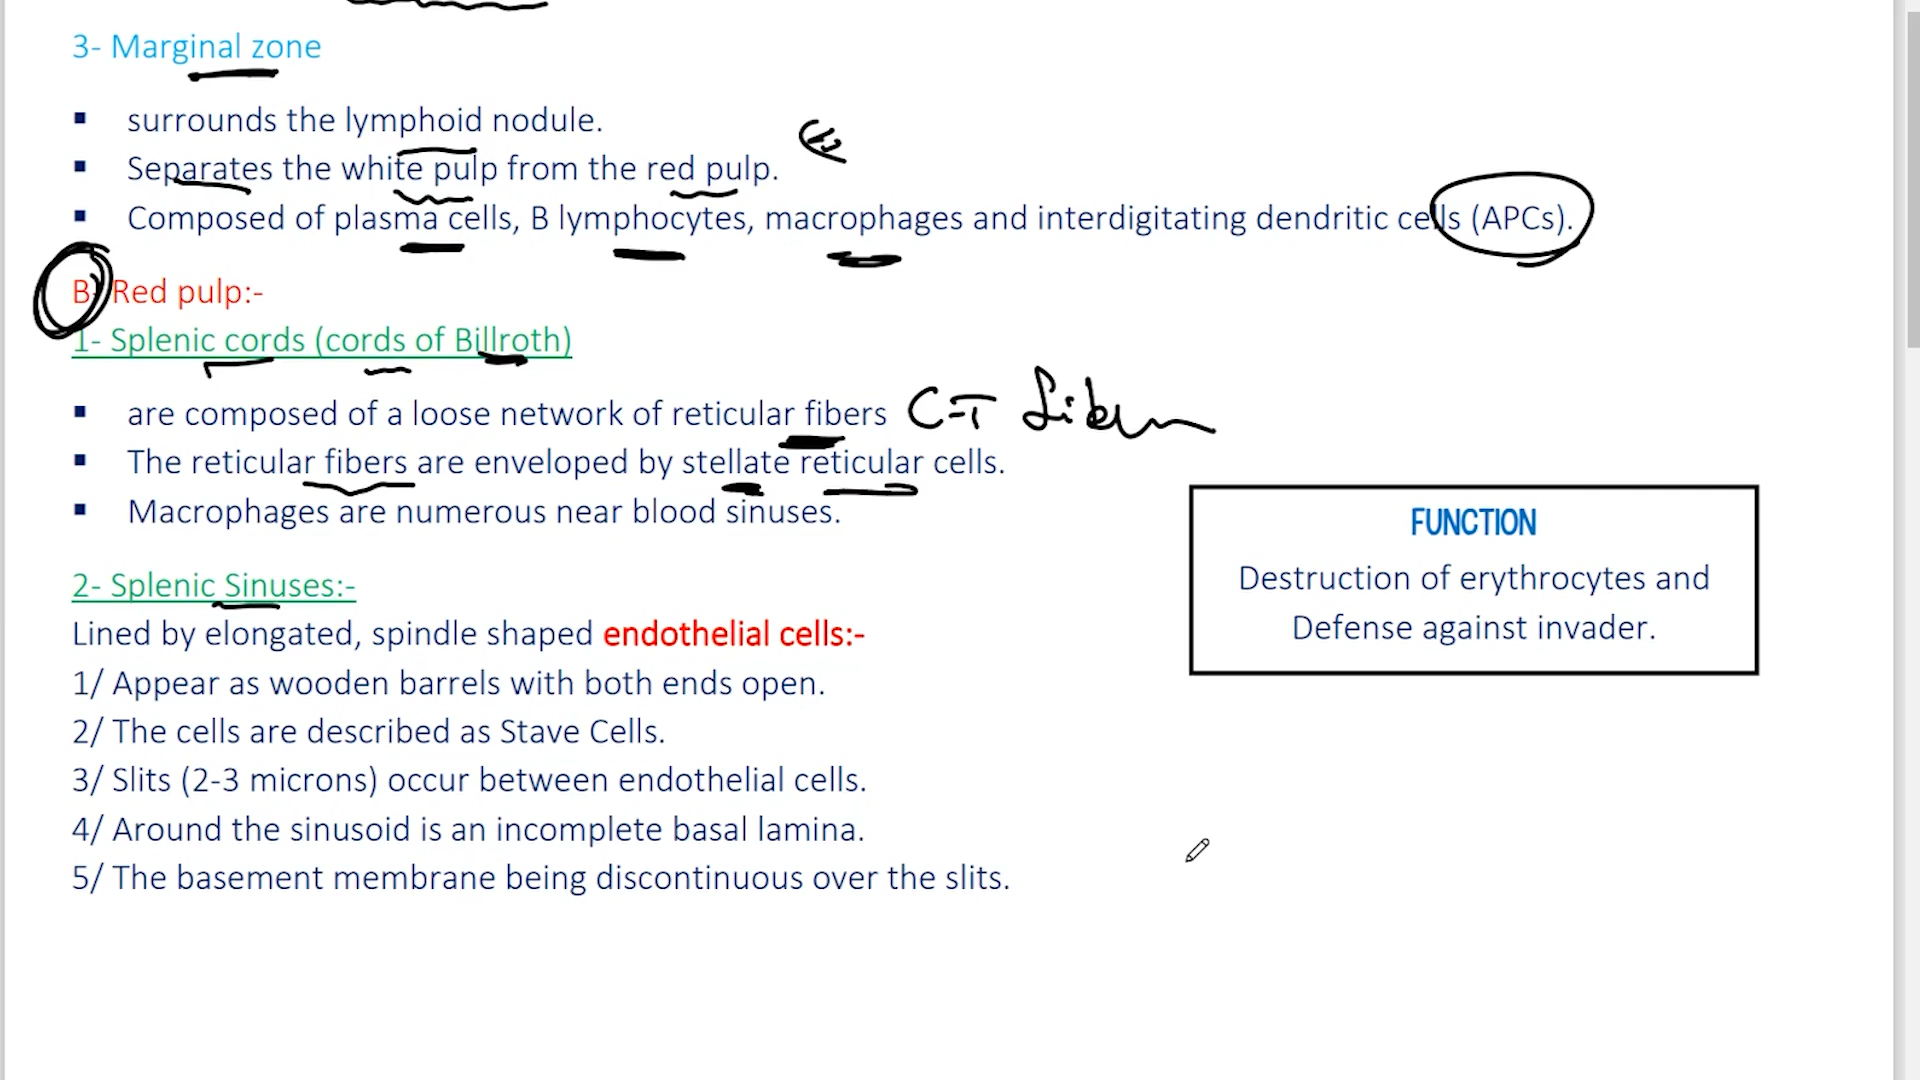 3- Marginal zone
▪ surrounds the lymphoid nodule.
▪ Separates the white pulp from the red pulp.
▪ Composed of plasma cells, B lymphocytes, macrophages and interdigitating dendritic cells (APCs).
B- Red pulp:-
1- Splenic cords (cords of Billroth)
▪ are composed of a loose network of reticular fibers C-T
▪ The reticular fibers are enveloped by stellate reticular cells.
▪ Macrophages are numerous near blood sinuses.
FUNCTION
Destruction of erythrocytes and
Defense against invader.
2- Splenic Sinuses:-
Lined by elongated, spindle shaped endothelial cells:-
1/ Appear as wooden barrels with both ends open.
2/ The cells are described as Stave Cells.
3/ Slits (2-3 microns) occur between endothelial cells.
4/ Around the sinusoid is an incomplete basal lamina.
5/ The basement membrane being discontinuous over the slits.